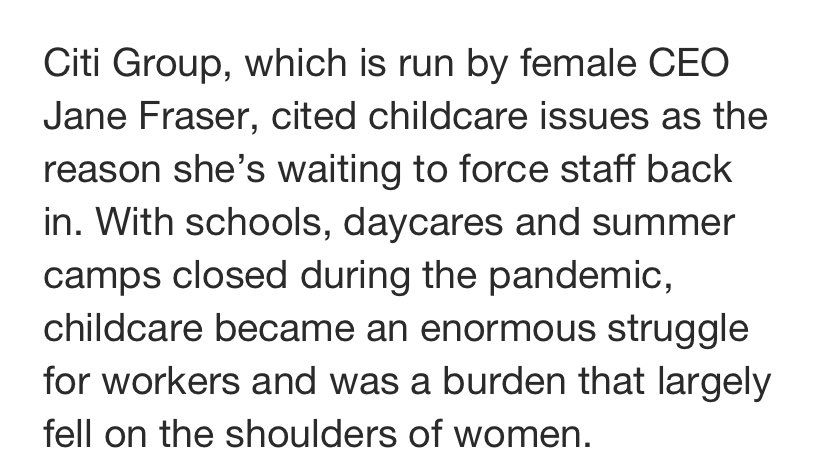 Citi Group, which is run by female CEO
Jane Fraser, cited childcare issues as the
reason she’s waiting to force staff back
in. With schools, daycares and summer
camps closed during the pandemic,
childcare became an enormous struggle
for workers and was a burden that largely
fell on the shoulders of women.